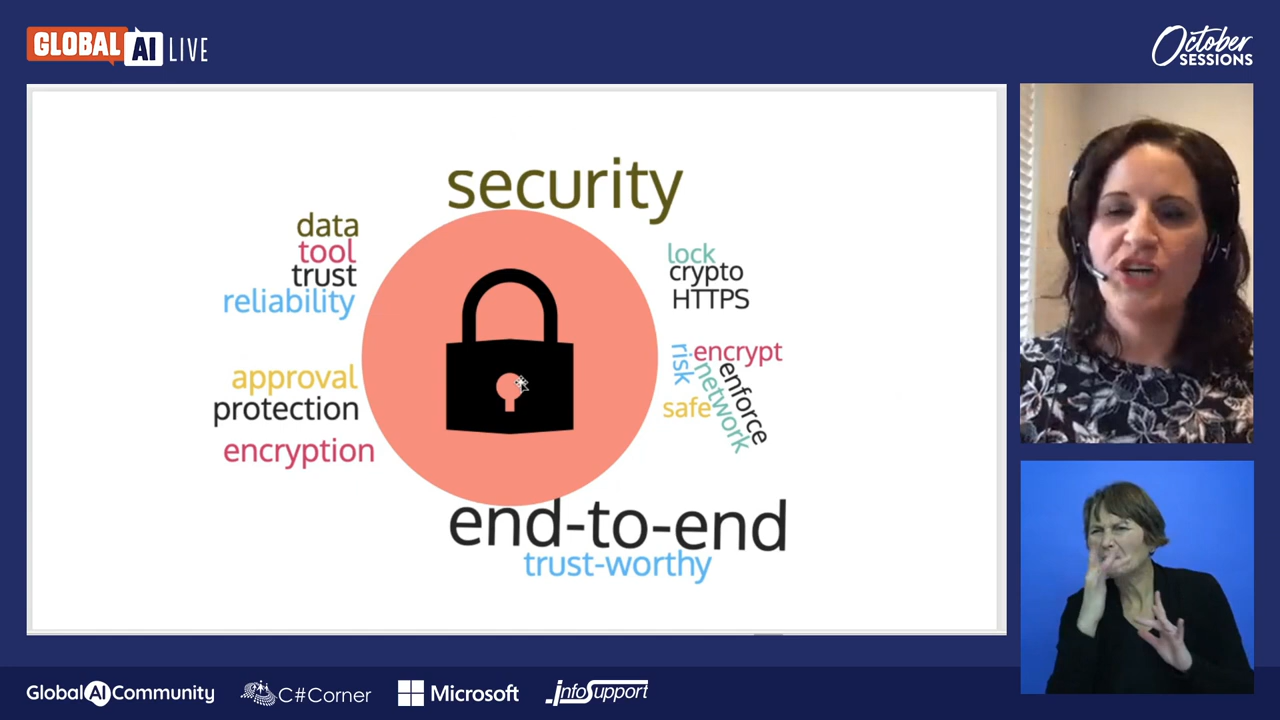 GLOBAL AI LIVE
October
SESSIONS
security
data
tool
trust
reliability
lock
crypto
HTTPS
approval
protection
encryption
risk
encrypt
network
enforce
safe
end-to-end
trust-worthy
Global AI Community
C#Corner
Microsoft
InfoSupport